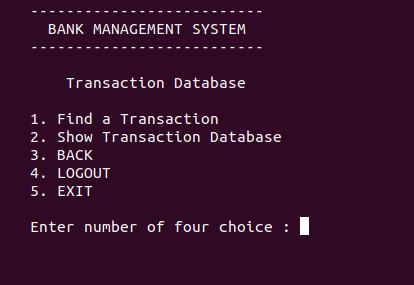 --------------------------
BANK MANAGEMENT SYSTEM
--------------------------
Transaction Database
1. Find a Transaction
2. Show Transaction Database
3. BACK
4. LOGOUT
5. EXIT
Enter number of four choice :